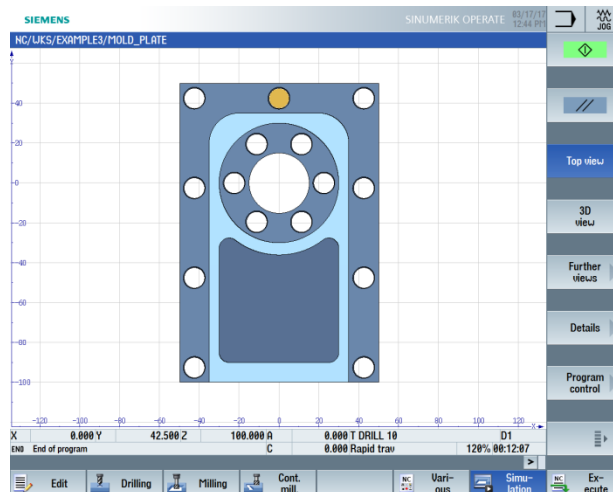 SIEMENS
SINUMERIK OPERATE
03/17/17
12:44 PM
JOG
NC/WKS/EXAMPLE3/MOLD_PLATE
40
20
0
-20
-40
-60
-80
-100
-120 -100 -80 -60 -40 -20 0 20 40 60 80 100 120 X
Top view
3D
view
Further
views
Details
Program
control
X 0.000 Y 42.500 Z 100.000 A 0.000 T DRILL 10 D1
END End of program C 0.000 Rapid trav 120% 00:12:07
>
Edit
Drilling
Milling
Cont.
mill.
NC
Vari-
ous
Simu-
lation
NC
Ex-
ecute